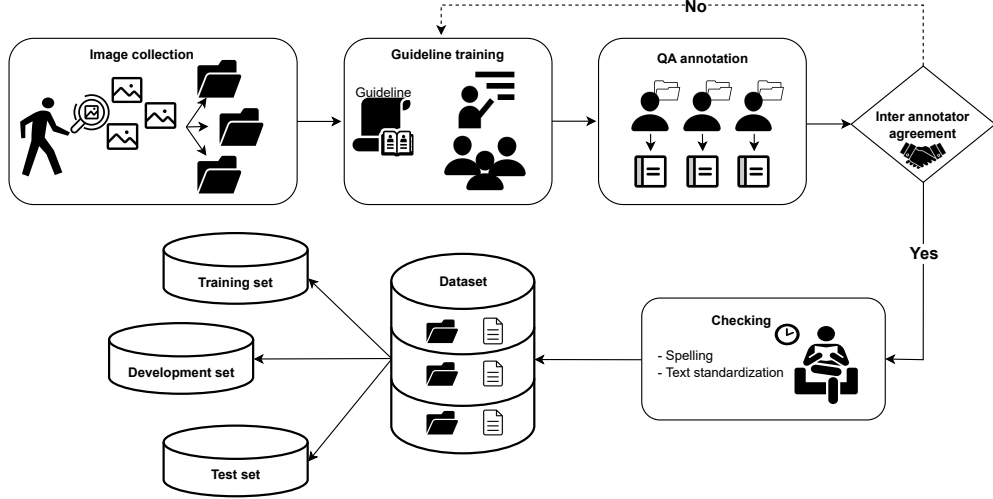 No
Image collection
Guideline training
Guideline
QA annotation
Inter annotator
agreement
Yes
Checking
- Spelling
- Text standardization
Dataset
Training set
Development set
Test set